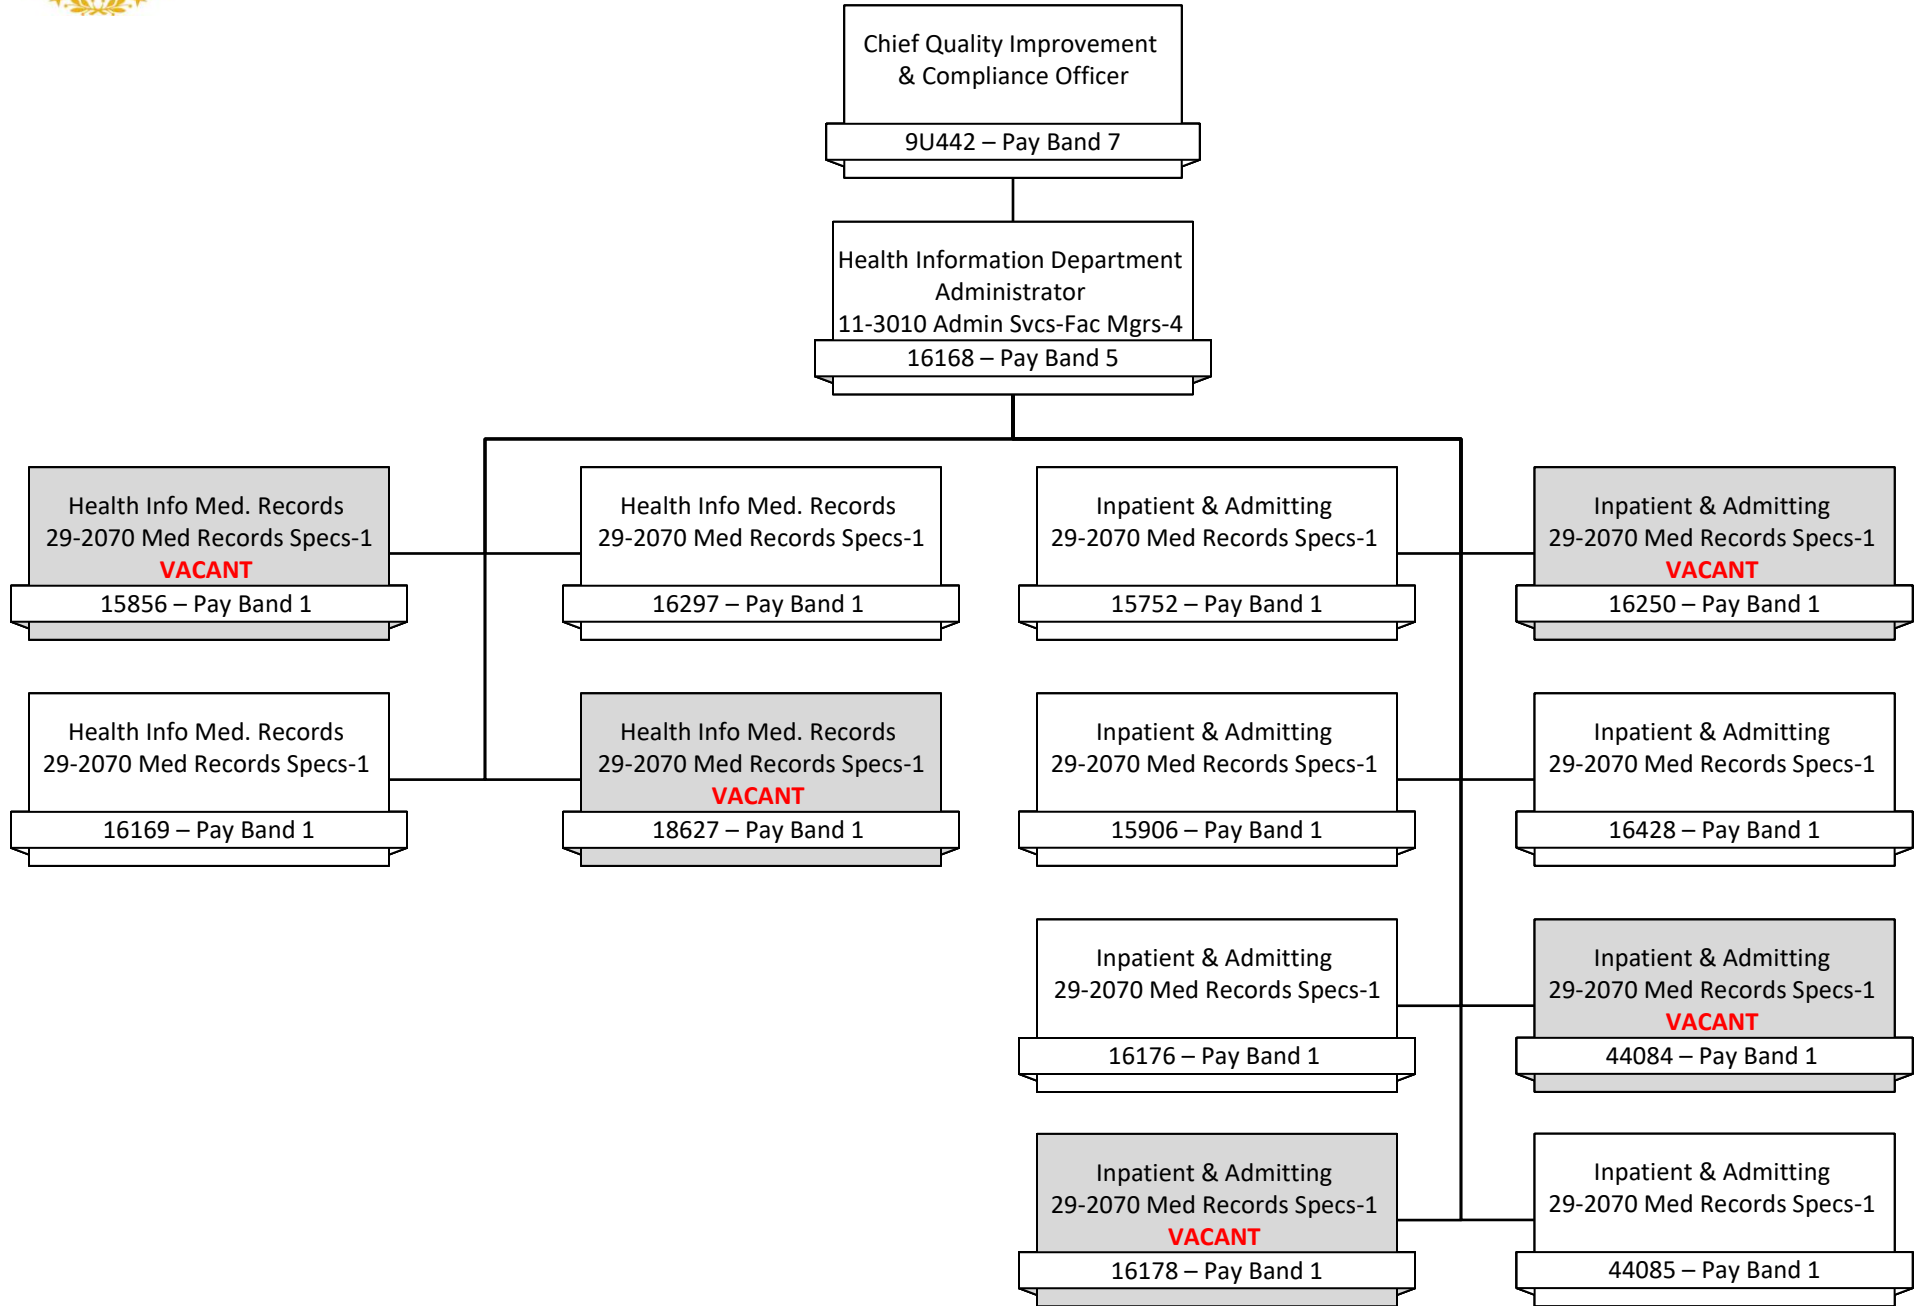 Chief Quality Improvement
& Compliance Officer
9U442 – Pay Band 7
Health Information Department
Administrator
11-3010 Admin Svcs-Fac Mgrs-4
16168 – Pay Band 5
Health Info Med. Records
29-2070 Med Records Specs-1
VACANT
15856 – Pay Band 1
Health Info Med. Records
29-2070 Med Records Specs-1
16297 – Pay Band 1
Inpatient & Admitting
29-2070 Med Records Specs-1
15752 – Pay Band 1
Inpatient & Admitting
29-2070 Med Records Specs-1
VACANT
16250 – Pay Band 1
Health Info Med. Records
29-2070 Med Records Specs-1
16169 – Pay Band 1
Health Info Med. Records
29-2070 Med Records Specs-1
VACANT
18627 – Pay Band 1
Inpatient & Admitting
29-2070 Med Records Specs-1
15906 – Pay Band 1
Inpatient & Admitting
29-2070 Med Records Specs-1
16428 – Pay Band 1
Inpatient & Admitting
29-2070 Med Records Specs-1
16176 – Pay Band 1
Inpatient & Admitting
29-2070 Med Records Specs-1
VACANT
44084 – Pay Band 1
Inpatient & Admitting
29-2070 Med Records Specs-1
VACANT
16178 – Pay Band 1
Inpatient & Admitting
29-2070 Med Records Specs-1
44085 – Pay Band 1